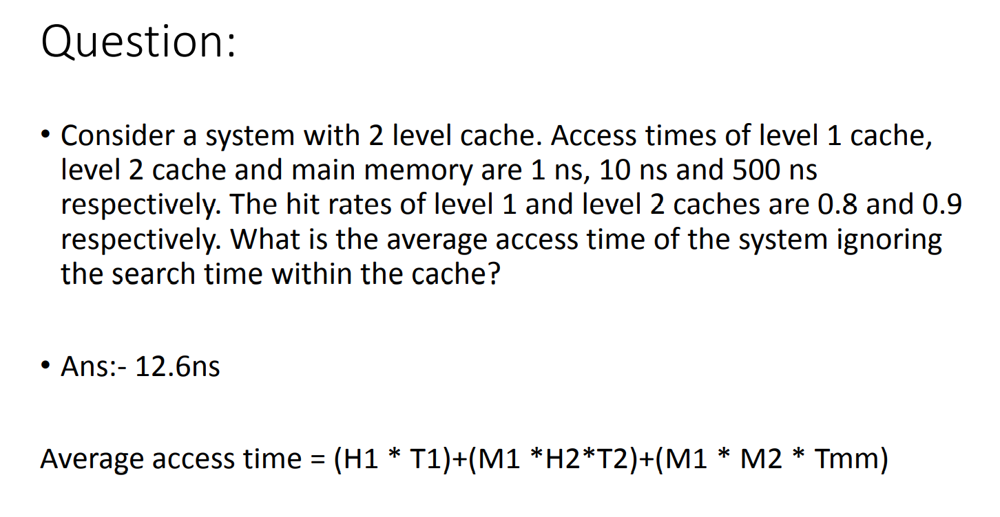 Question:
• Consider a system with 2 level cache. Access times of level 1 cache,
level 2 cache and main memory are 1 ns, 10 ns and 500 ns
respectively. The hit rates of level 1 and level 2 caches are 0.8 and 0.9
respectively. What is the average access time of the system ignoring
the search time within the cache?
• Ans:- 12.6ns
Average access time = (H1 * T1)+(M1 *H2*T2)+(M1 * M2 * Tmm)